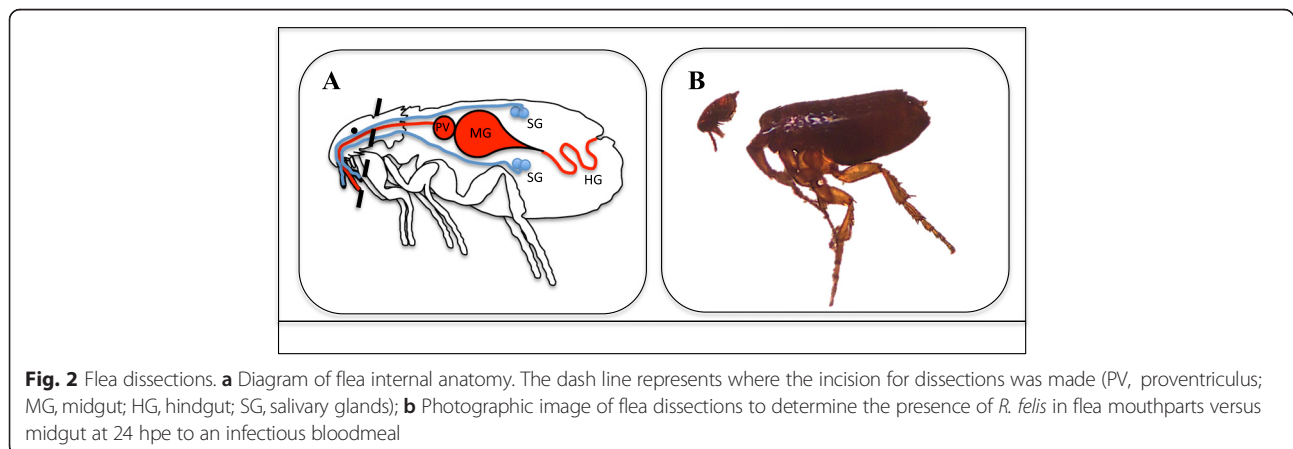 A
B
PV
MG
SG
SG
HG
Fig. 2 Flea dissections. a Diagram of flea internal anatomy. The dash line represents where the incision for dissections was made (PV, proventriculus;
MG, midgut; HG, hindgut; SG, salivary glands); b Photographic image of flea dissections to determine the presence of R. felis in flea mouthparts versus
midgut at 24 hpe to an infectious bloodmeal